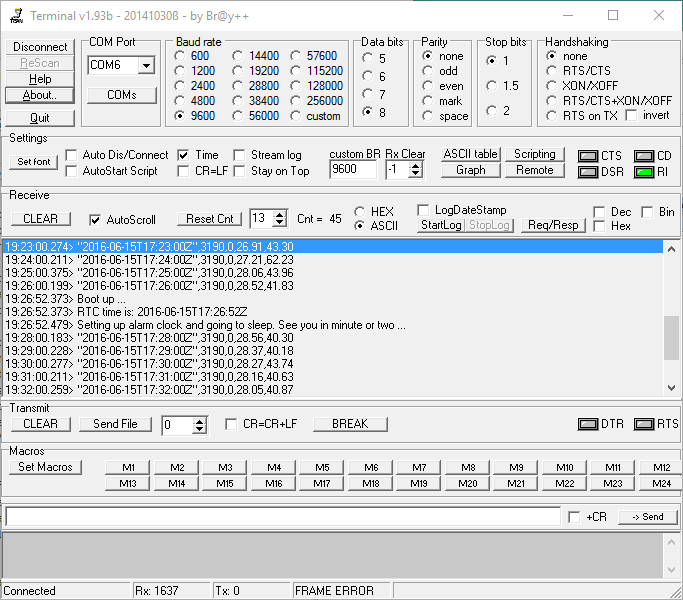 Terminal v1.93b - 20141030ß - by Br@y++
Disconnect
ReScan
Help
About..
Quit
COM Port
COM6
COMs
Baud rate
600 14400 57600
1200 19200 115200
2400 28800 128000
4800 38400 256000
9600 56000 custom
Data bits
5
6
7
8
Parity
none
odd
even
mark
space
Stop bits
1
1.5
2
Handshaking
none
RTS/CTS
XON/XOFF
RTS/CTS+XON/XOFF
RTS on TX invert
Settings
Set font
Auto Dis/Connect Time Stream log
AutoStart Script CR=LF Stay on Top
custom BR Rx Clear
9600 -1
ASCII table Scripting
Graph Remote
CTS CD
DSR RI
Receive
CLEAR AutoScroll Reset Cnt 13 Cnt = 45
HEX
ASCII
LogDateStamp
StartLog StopLog Req/Resp
Dec Bin
Hex
19:23:00.274> "2016-06-15T17:23:00Z",3190,0,26.91,43.30
19:24:00.211> "2016-06-15T17:24:00Z",3190,0,27.21,62.23
19:25:00.375> "2016-06-15T17:25:00Z",3190,0,28.06,43.96
19:26:00.199> "2016-06-15T17:26:00Z",3190,0,28.52,41.83
19:26:52.373> Boot up ...
19:26:52.373> RTC time is: 2016-06-15T17:26:52Z
19:26:52.479> Setting up alarm clock and going to sleep. See you in minute or two ...
19:28:00.183> "2016-06-15T17:28:00Z",3190,0,28.56,40.30
19:29:00.228> "2016-06-15T17:29:00Z",3190,0,28.37,40.18
19:30:00.277> "2016-06-15T17:30:00Z",3190,0,28.27,43.74
19:31:00.211> "2016-06-15T17:31:00Z",3190,0,28.16,40.63
19:32:00.259> "2016-06-15T17:32:00Z",3190,0,28.05,40.87
Transmit
CLEAR Send File 0 CR=CR+LF BREAK DTR RTS
Macros
Set Macros
M1 M2 M3 M4 M5 M6 M7 M8 M9 M10 M11 M12
M13 M14 M15 M16 M17 M18 M19 M20 M21 M22 M23 M24
+CR -> Send
Connected Rx: 1637 Tx: 0 FRAME ERROR